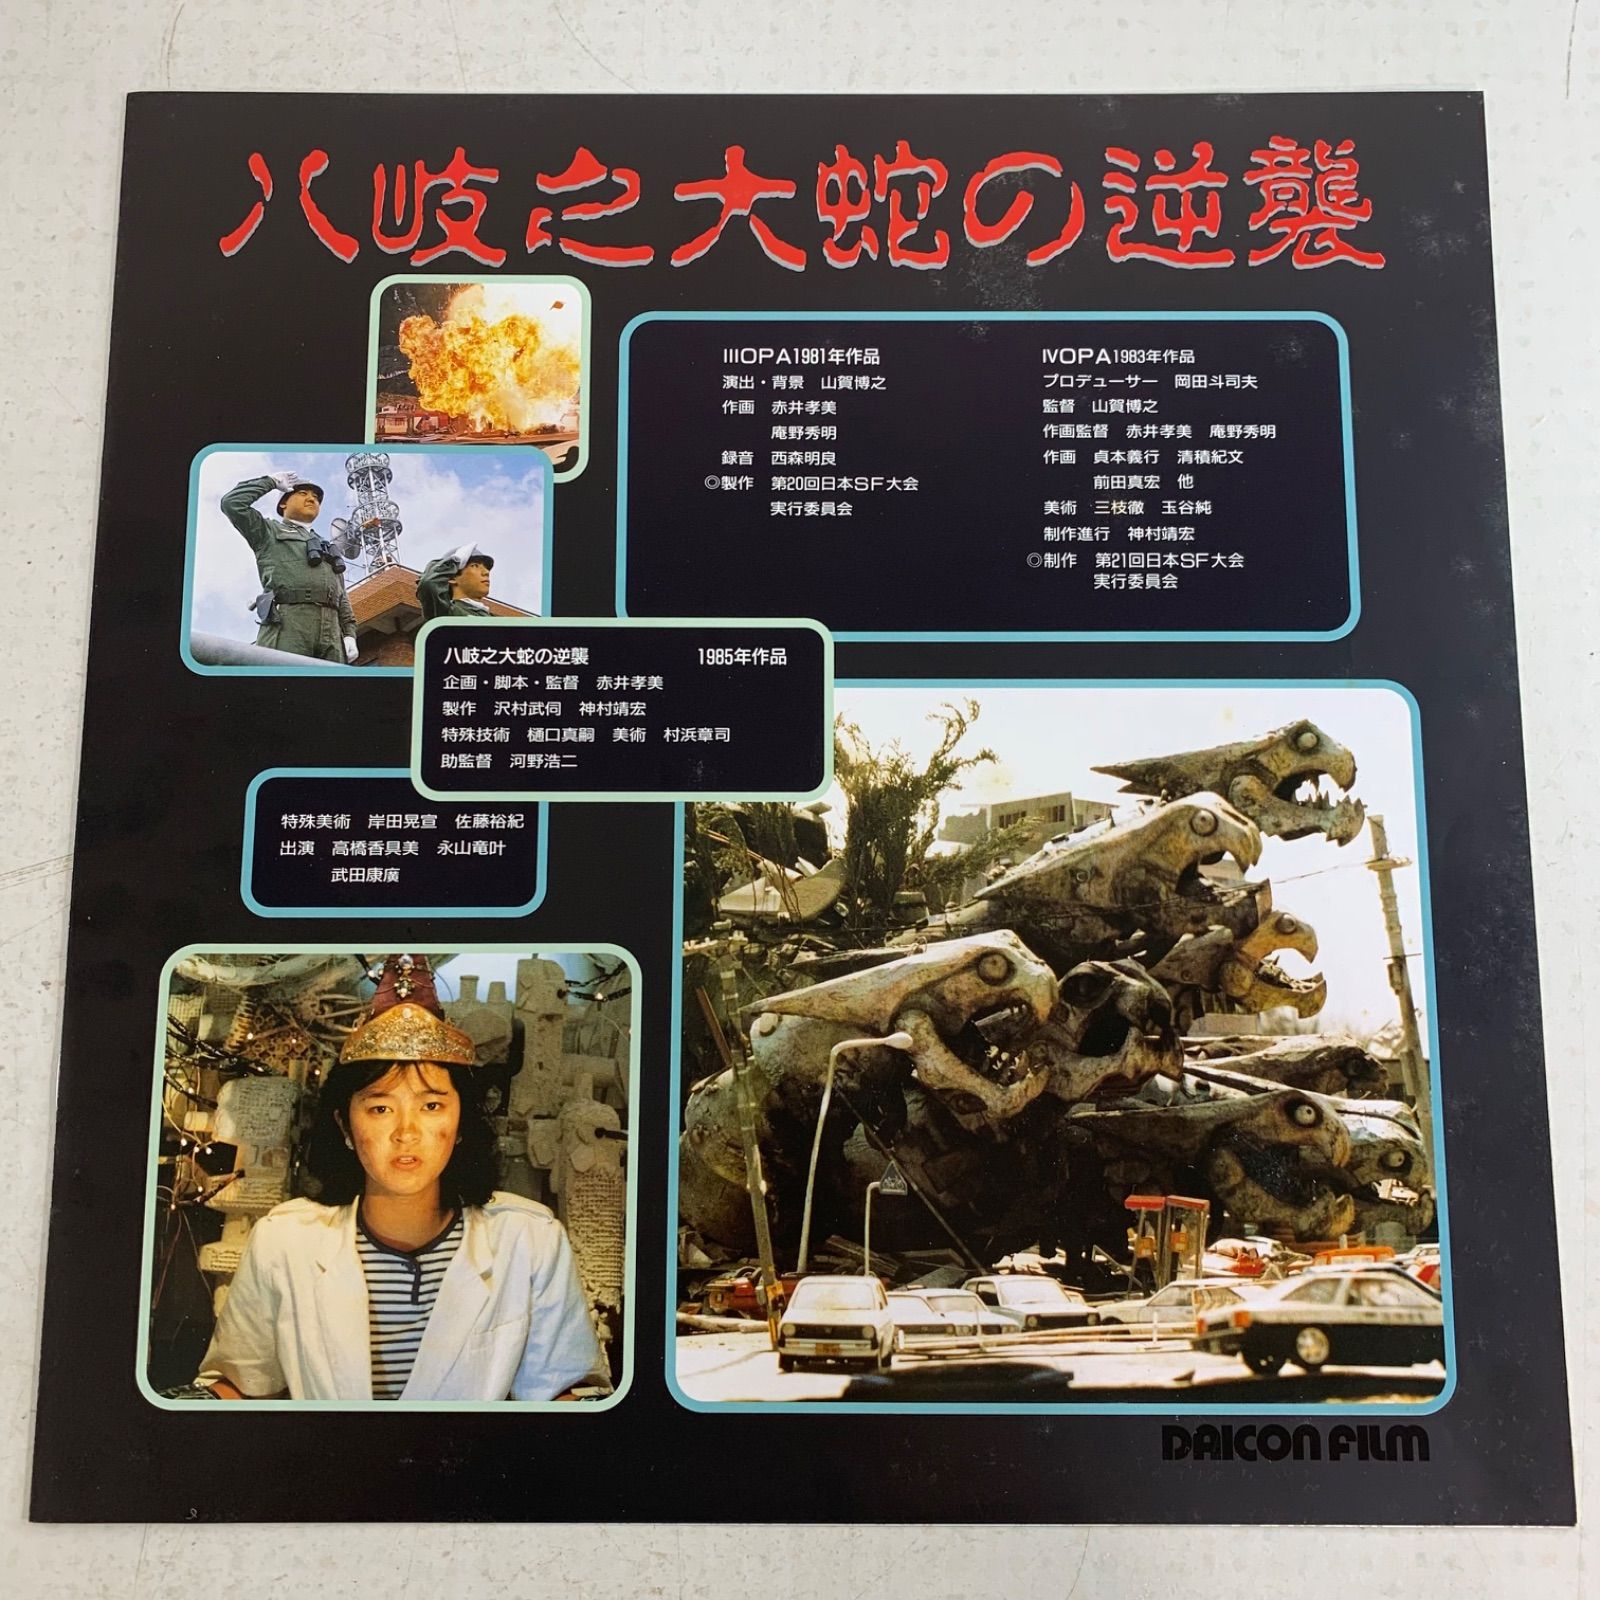 八岐之大蛇の逆襲
IIIOPA1981年作品
演出・背景 山賀博之
作画 赤井孝美
庵野秀明
録音 西森明良
◎製作 第20回日本SF大会
実行委員会
IVOPA1983年作品
プロデューサー 岡田斗司夫
監督 山賀博之
作画監督 赤井孝美 庵野秀明
作画 貞本義行 清積紀文
前田真宏 他
美術 三枝徹 玉谷純
制作進行 神村靖宏
◎制作 第21回日本SF大会
実行委員会
八岐之大蛇の逆襲 1985年作品
企画・脚本・監督 赤井孝美
製作 沢村武伺 神村靖宏
特殊技術 樋口真嗣 美術 村浜章司
助監督 河野浩二
特殊美術 岸田晃宣 佐藤裕紀
出演 高橋香具美 永山竜叶
武田康廣
DAICON FILM